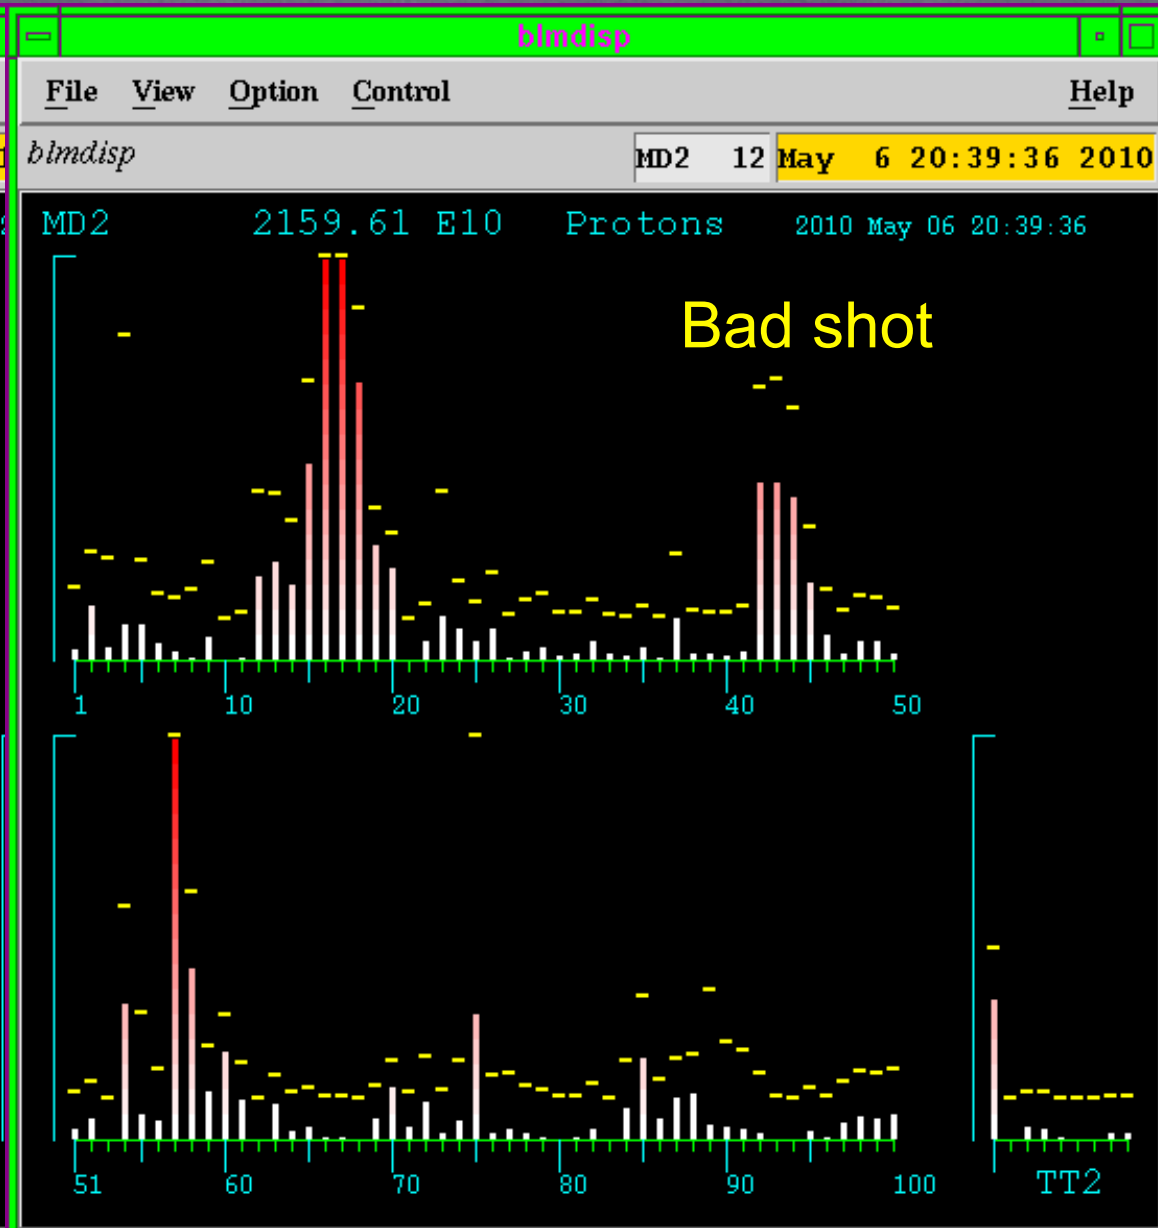 blmdisp
File View Option Control Help
blmdisp MD2 12 May 6 20:39:36 2010
MD2 2159.61 E10 Protons 2010 May 06 20:39:36
Bad shot
1 10 20 30 40 50
51 60 70 80 90 100 TT2